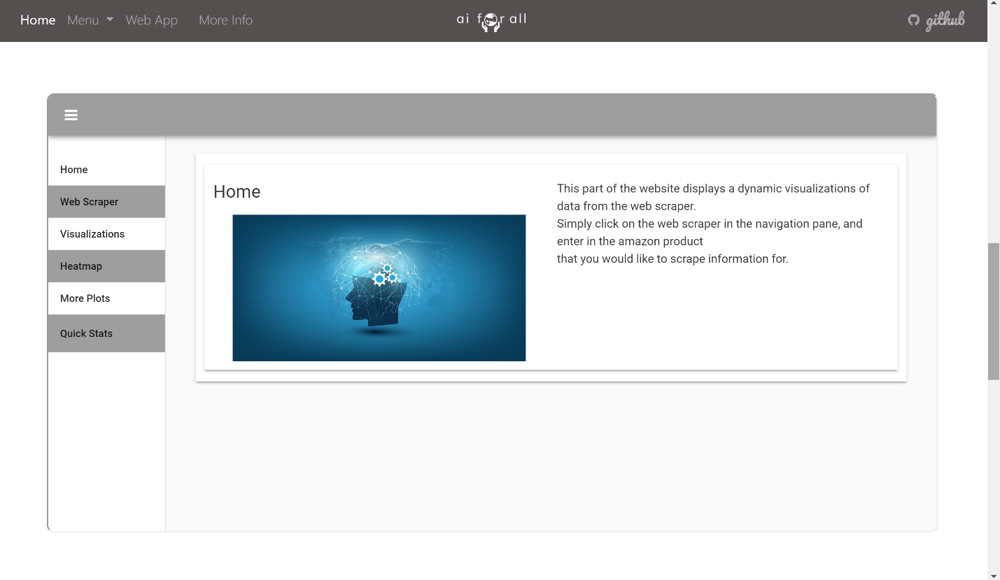 Home Menu Web App More Info ai for all github
Home
Web Scraper
Visualizations
Heatmap
More Plots
Quick Stats
Home
This part of the website displays a dynamic visualizations of
data from the web scraper.
Simply click on the web scraper in the navigation pane, and
enter in the amazon product
that you would like to scrape information for.